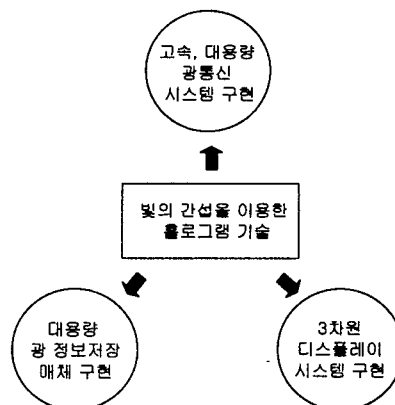 고속, 대용량
광통신
시스템 구현
빛의 간섭을 이용한
홀로그램 기술
대용량
광 정보저장
매체 구현
3차원
디스플레이
시스템 구현